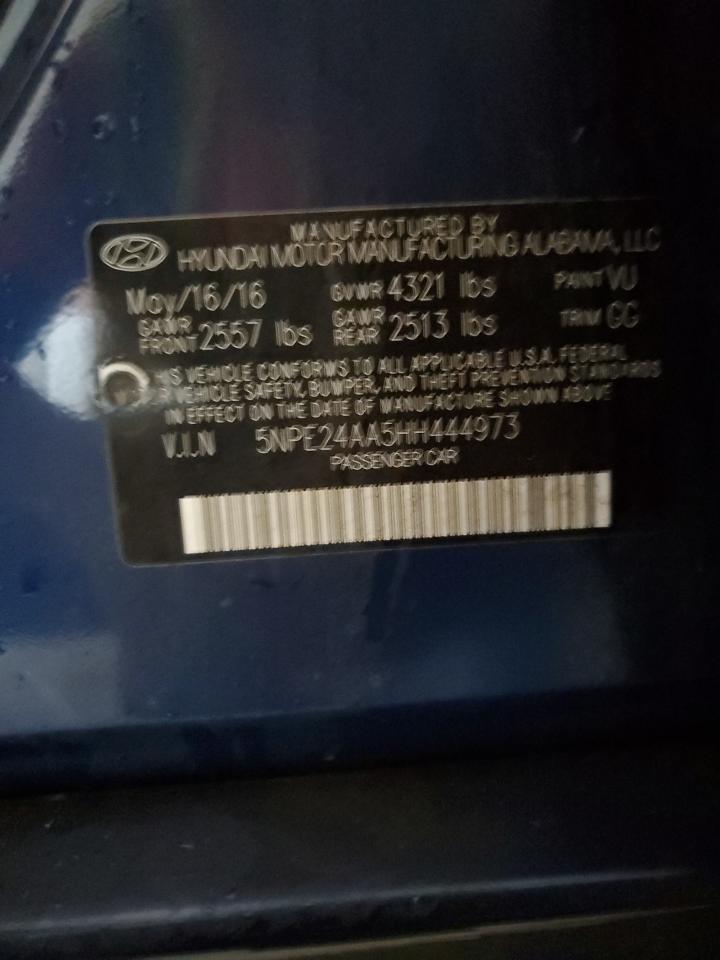 MANUFACTURED BY
HYUNDAI MOTOR MANUFACTURING ALABAMA, LLC
May/16/16 GVWR 4321 lbs PAINT VU
GAWR FRONT 2557 lbs GAWR REAR 2513 lbs TRIM GG
VEHICLE CONFORMS TO ALL APPLICABLE U.S.A. FEDERAL
VEHICLE SAFETY, BUMPER, AND THEFT PREVENTION STANDARDS
IN EFFECT ON THE DATE OF MANUFACTURE SHOWN ABOVE
V.I.N 5NPE24AA5HH444973
PASSENGER CAR